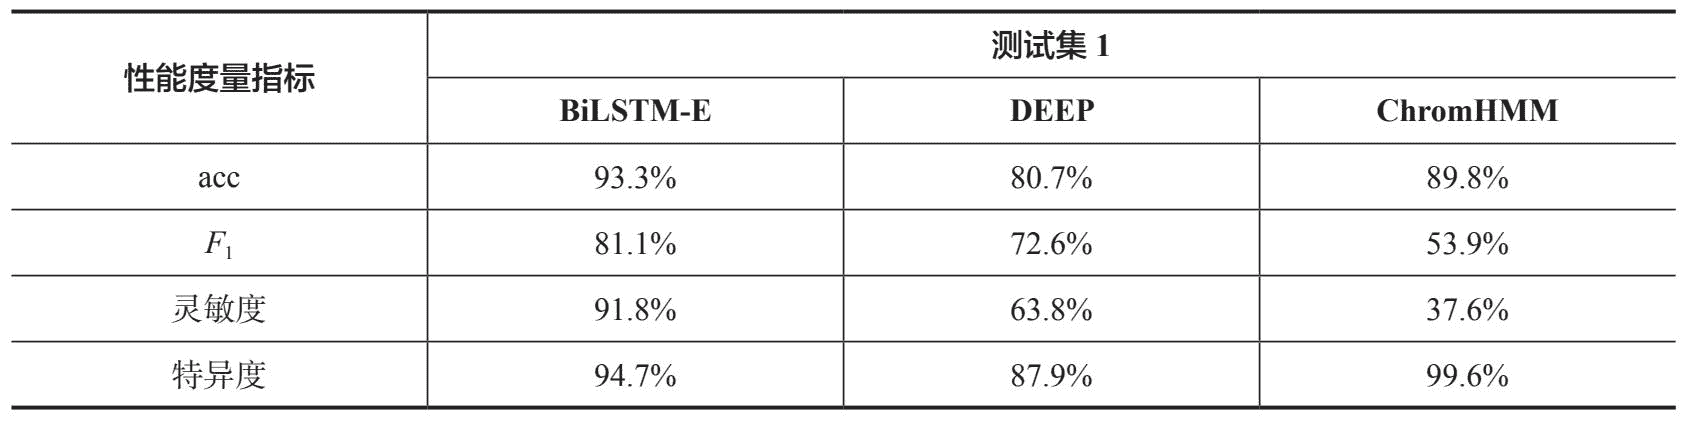 性能度量指标 测试集 1
BiLSTM-E DEEP ChromHMM
acc 93.3% 80.7% 89.8%
F1 81.1% 72.6% 53.9%
灵敏度 91.8% 63.8% 37.6%
特异度 94.7% 87.9% 99.6%